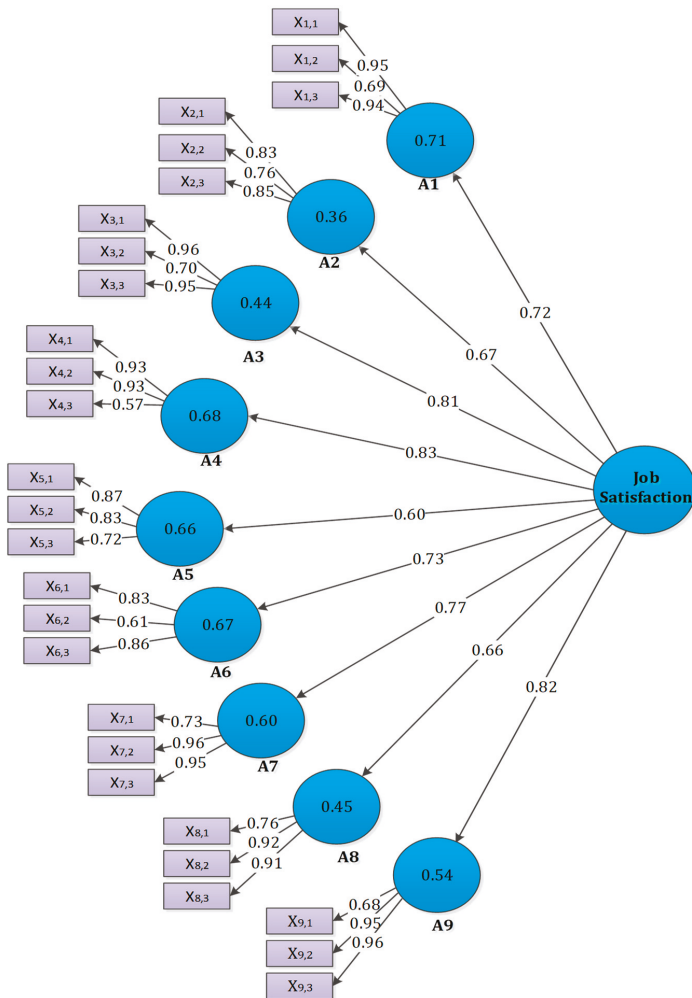 X1,1
X1,2
X1,3
0.95
0.69
0.94
0.71
A1
X2,1
X2,2
X2,3
0.83
0.76
0.85
0.36
A2
X3,1
X3,2
X3,3
0.96
0.70
0.95
0.44
A3
X4,1
X4,2
X4,3
0.93
0.93
0.57
0.68
A4
X5,1
X5,2
X5,3
0.87
0.83
0.72
0.66
A5
X6,1
X6,2
X6,3
0.83
0.61
0.86
0.67
A6
X7,1
X7,2
X7,3
0.73
0.96
0.95
0.60
A7
X8,1
X8,2
X8,3
0.76
0.92
0.91
0.45
A8
X9,1
X9,2
X9,3
0.68
0.95
0.96
0.54
A9
0.72
0.67
0.81
0.83
0.60
0.73
0.77
0.66
0.82
Job
Satisfaction